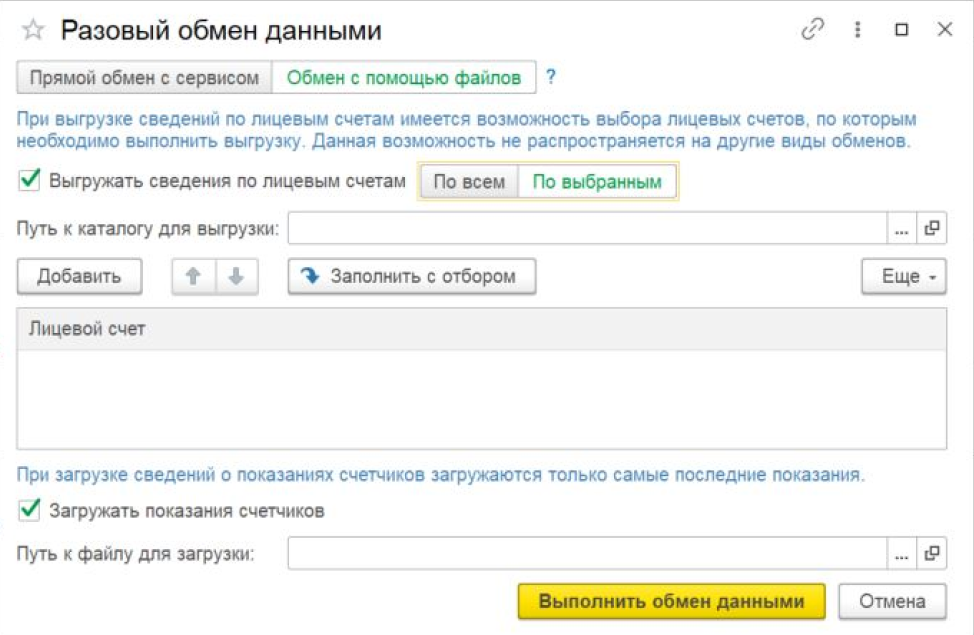 Разовый обмен данными
Прямой обмен с сервисом Обмен с помощью файлов ?
При выгрузке сведений по лицевым счетам имеется возможность выбора лицевых счетов, по которым
необходимо выполнить выгрузку. Данная возможность не распространяется на другие виды обменов.
Выгружать сведения по лицевым счетам По всем По выбранным
Путь к каталогу для выгрузки: ...
Добавить Заполнить с отбором Еще
Лицевой счет
При загрузке сведений о показаниях счетчиков загружаются только самые последние показания.
Загружать показания счетчиков
Путь к файлу для загрузки: ...
Выполнить обмен данными Отмена